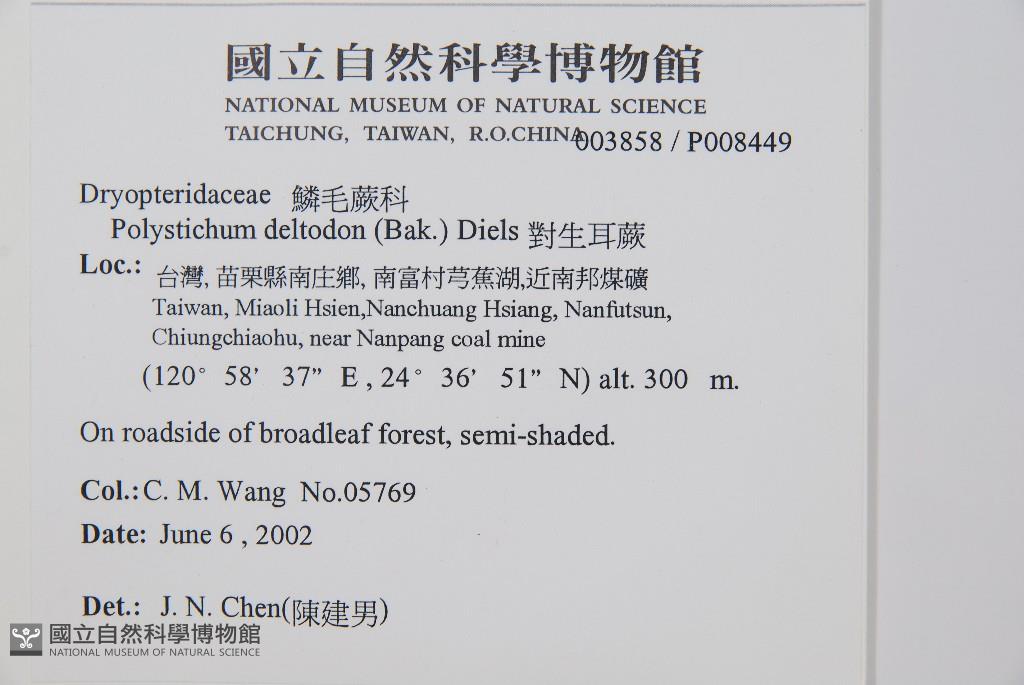 國立自然科學博物館
NATIONAL MUSEUM OF NATURAL SCIENCE
TAICHUNG, TAIWAN, R.O.CHINA
003858 / P008449
Dryopteridaceae 鱗毛蕨科
Polystichum deltodon (Bak.) Diels 對生耳蕨
Loc.: 台灣, 苗栗縣南庄鄉, 南富村芎蕉湖,近南邦煤礦
Taiwan, Miaoli Hsien,Nanchuang Hsiang, Nanfutsun,
Chiungchiaohu, near Nanpang coal mine
(120° 58’ 37” E , 24° 36’ 51” N) alt. 300 m.
On roadside of broadleaf forest, semi-shaded.
Col.: C. M. Wang No.05769
Date: June 6 , 2002
Det.: J. N. Chen(陳建男)
國立自然科學博物館
NATIONAL MUSEUM OF NATURAL SCIENCE